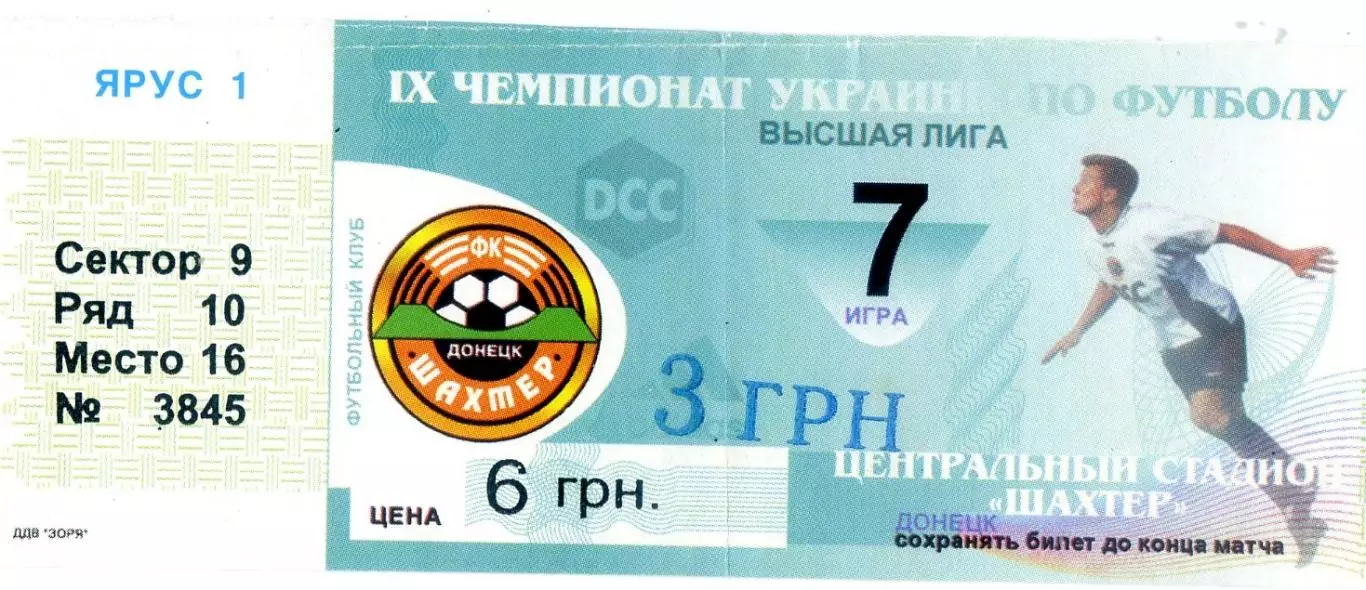 ЯРУС 1
Сектор 9
Ряд 10
Место 16
№ 3845
ДДВ "ЗОРЯ"
IX ЧЕМПИОНАТ УКРАИНЫ ПО ФУТБОЛУ
ВЫСШАЯ ЛИГА
DCC
7
ИГРА
ФУТБОЛЬНЫЙ КЛУБ
ФК
ДОНЕЦК
ШАХТЕР
3 ГРН
ЦЕНА 6 грн.
ЦЕНТРАЛЬНЫЙ СТАДИОН
«ШАХТЕР»
ДОНЕЦК
сохранять билет до конца матча